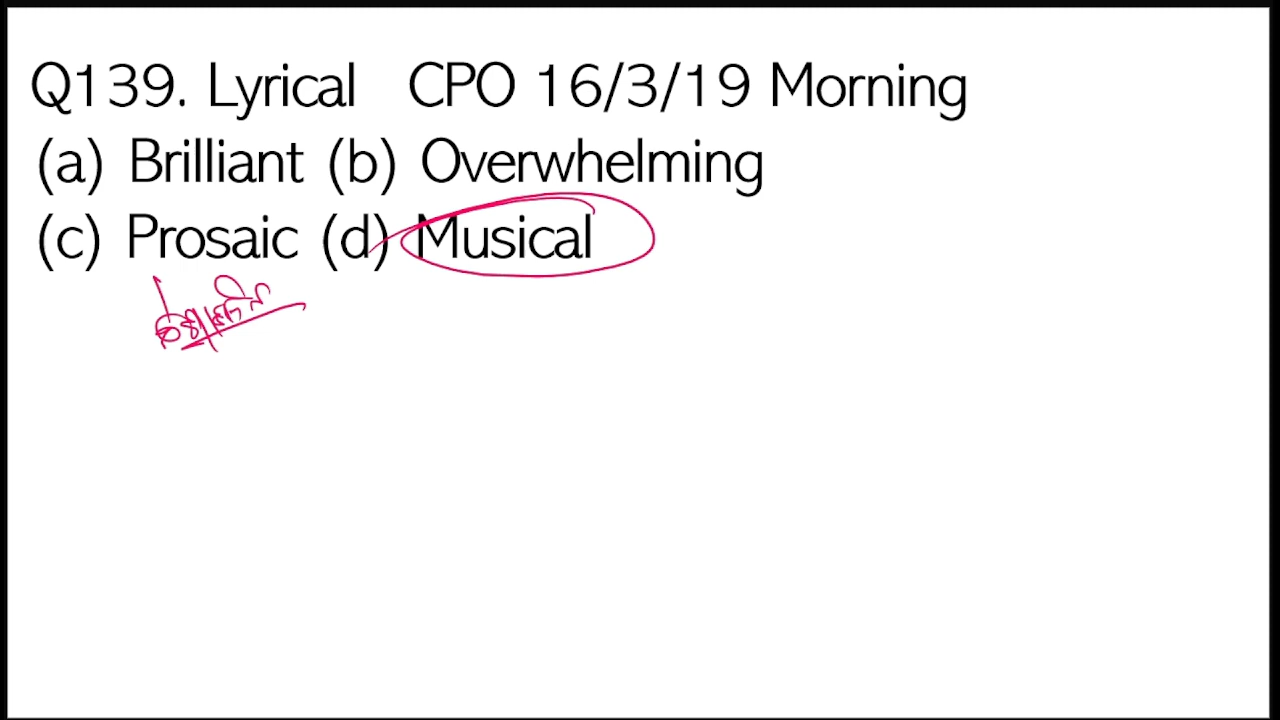 Q139. Lyrical CPO 16/3/19 Morning
(a) Brilliant (b) Overwhelming
(c) Prosaic (d) Musical